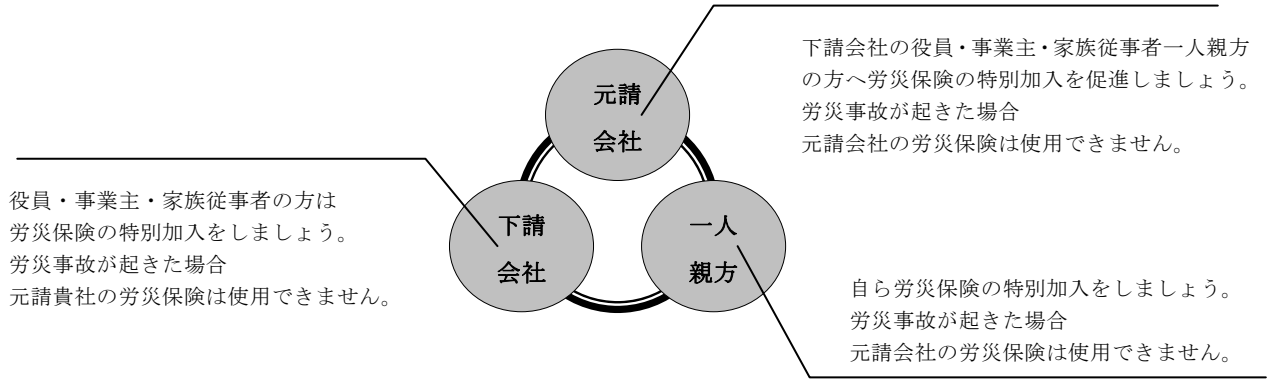 下請会社の役員・事業主・家族従事者一人親方
の方へ労災保険の特別加入を促進しましょう。
労災事故が起きた場合
元請会社の労災保険は使用できません。
元請
会社
役員・事業主・家族従事者の方は
労災保険の特別加入をしましょう。
労災事故が起きた場合
元請貴社の労災保険は使用できません。
下請
会社
一人
親方
自ら労災保険の特別加入をしましょう。
労災事故が起きた場合
元請会社の労災保険は使用できません。